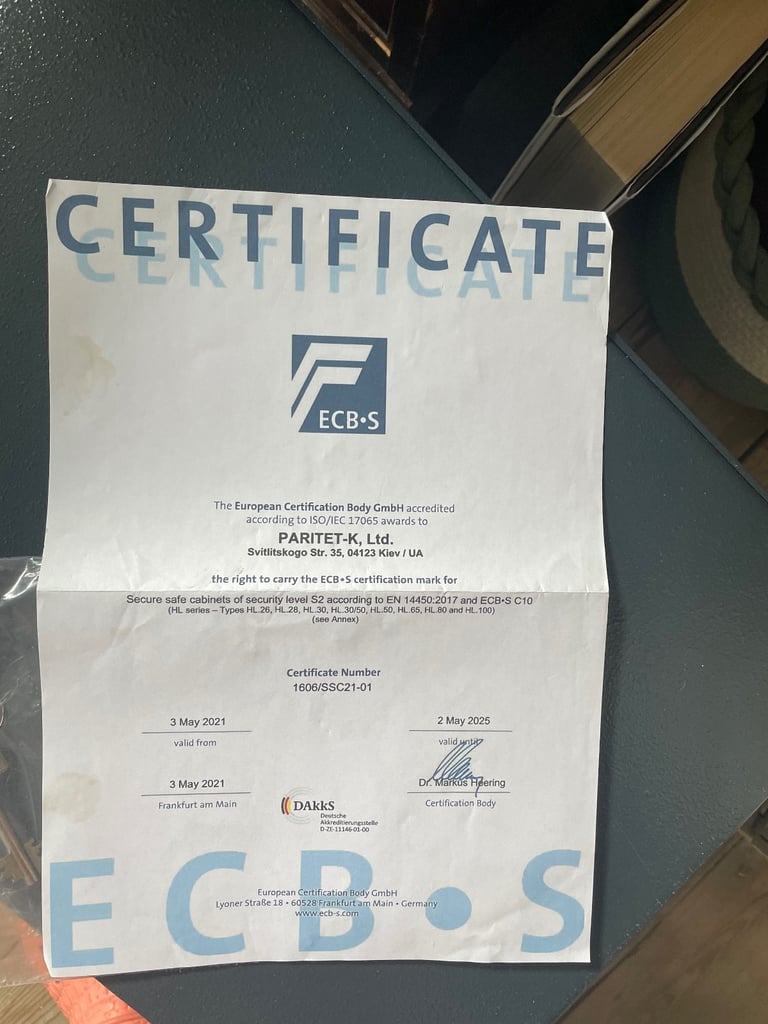 CERTIFICATE
CERTIFICATE
ECB•S
The European Certification Body GmbH accredited
according to ISO/IEC 17065 awards to
PARITET-K, Ltd.
Svitlitskogo Str. 35, 04123 Kiev / UA
the right to carry the ECB•S certification mark for
Secure safe cabinets of security level S2 according to EN 14450:2017 and ECB•S C10
(HL series – Types HL.26, HL.28, HL.30, HL.30/50, HL.50, HL.65, HL.80 and HL.100)
(see Annex)
Certificate Number
1606/SSC21-01
3 May 2021
2 May 2025
valid from
valid until
3 May 2021
Dr. Markus Heering
Frankfurt am Main
Certification Body
DAkkS
Deutsche
Akkreditierungsstelle
D-ZE-11146-01-00
ECB•S
European Certification Body GmbH
Lyoner Straße 18 • 60528 Frankfurt am Main • Germany
www.ecb-s.com